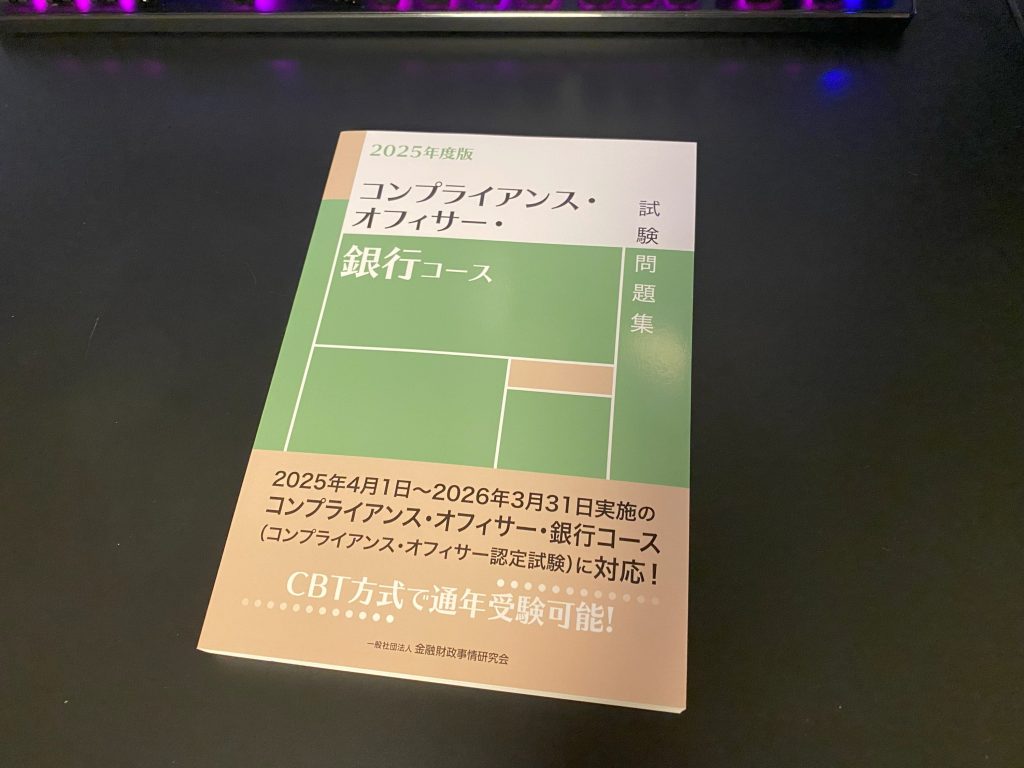 2025年度版
コンプライアンス・
オフィサー・
銀行コース
試験問題集
2025年4月1日～2026年3月31日実施の
コンプライアンス・オフィサー・銀行コース
(コンプライアンス・オフィサー認定試験)に対応！
CBT方式で通年受験可能!
一般社団法人 金融財政事情研究会